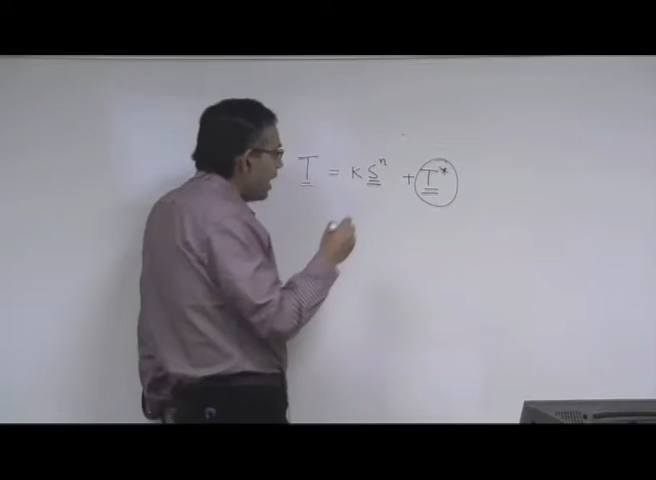 T = K S^n + T*